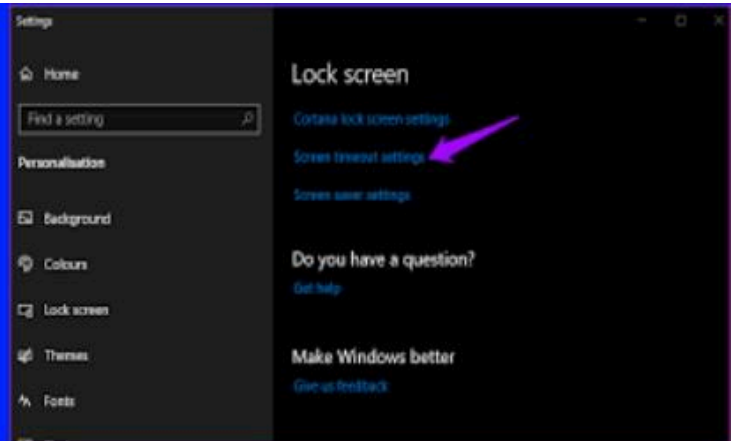 Settings
Home
Find a setting
Personalisation
Background
Colours
Lock screen
Themes
Fonts
Lock screen
Cortana lock screen settings
Screen timeout settings
Screen saver settings
Do you have a question?
Get help
Make Windows better
Give us feedback